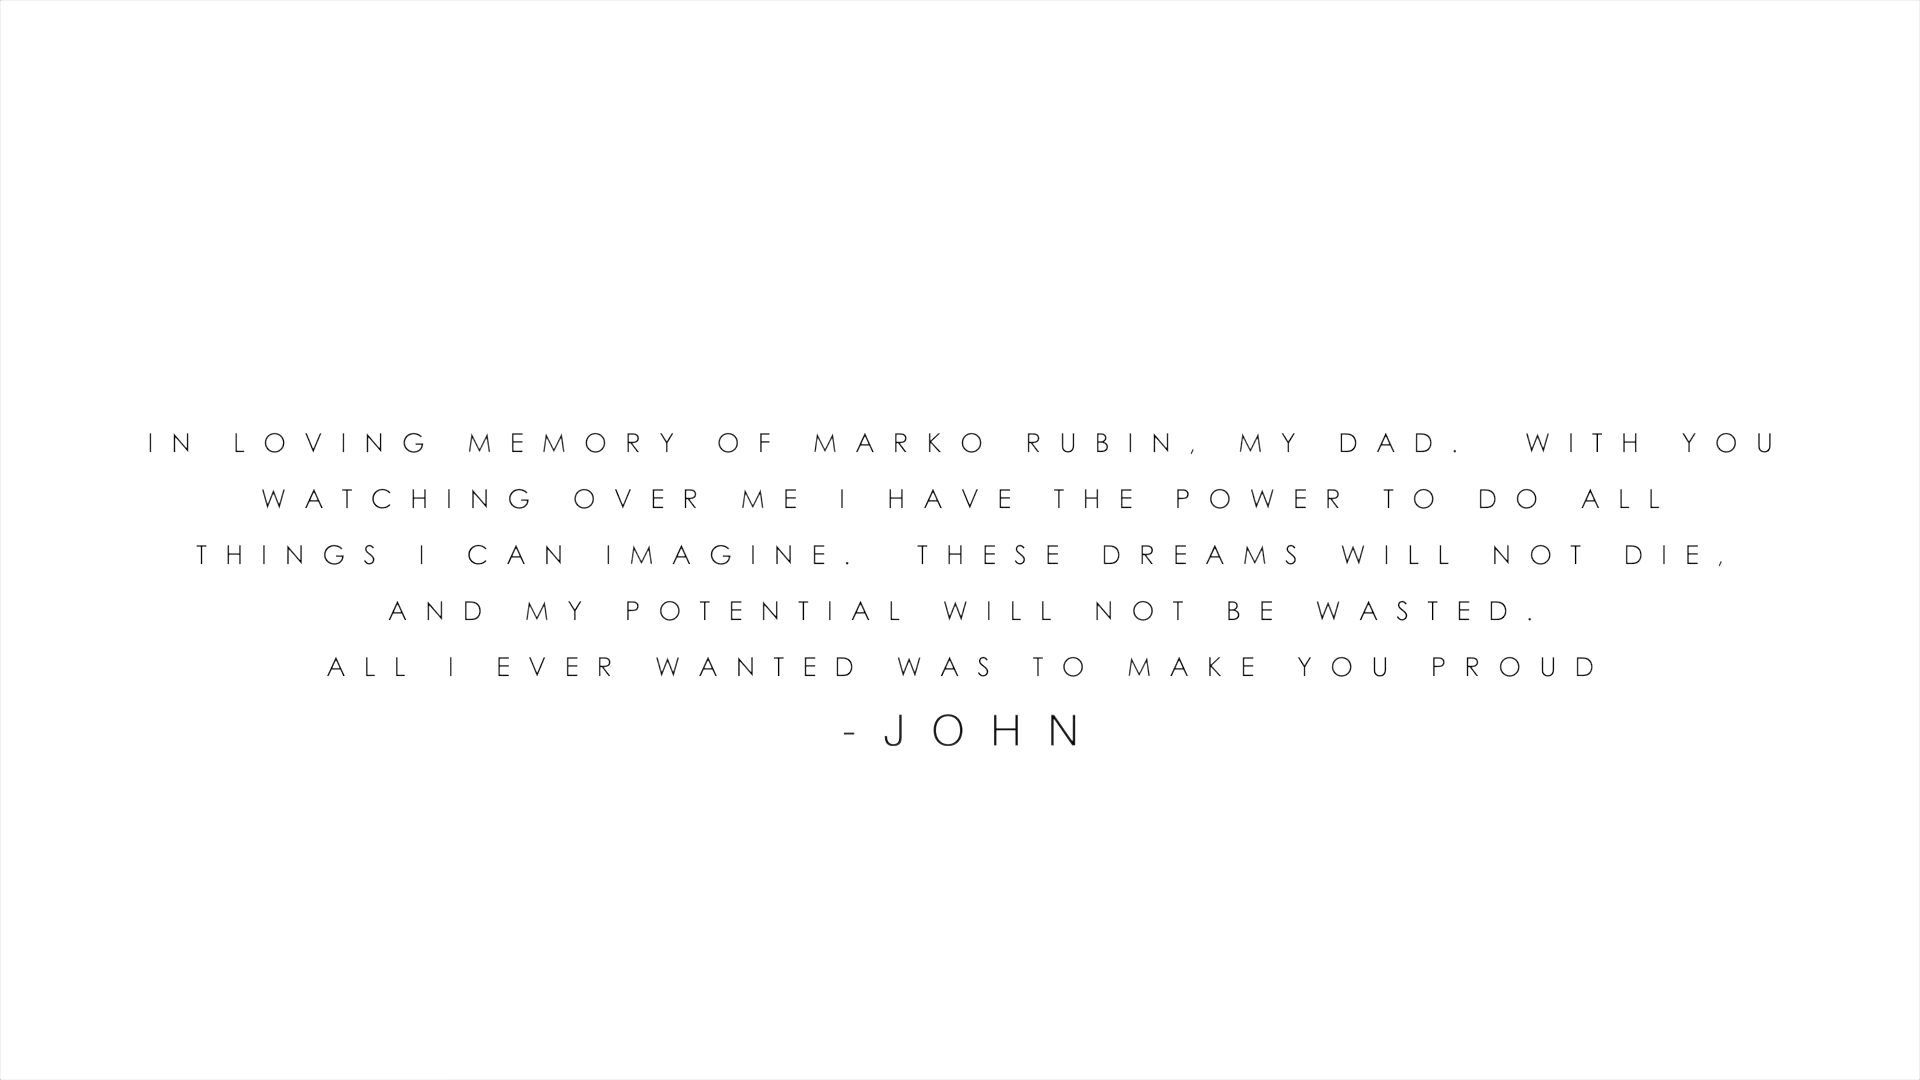 IN LOVING MEMORY OF MARKO RUBIN, MY DAD.  WITH YOU
WATCHING OVER ME I HAVE THE POWER TO DO ALL
THINGS I CAN IMAGINE.  THESE DREAMS WILL NOT DIE,
AND MY POTENTIAL WILL NOT BE WASTED.
ALL I EVER WANTED WAS TO MAKE YOU PROUD
-JOHN